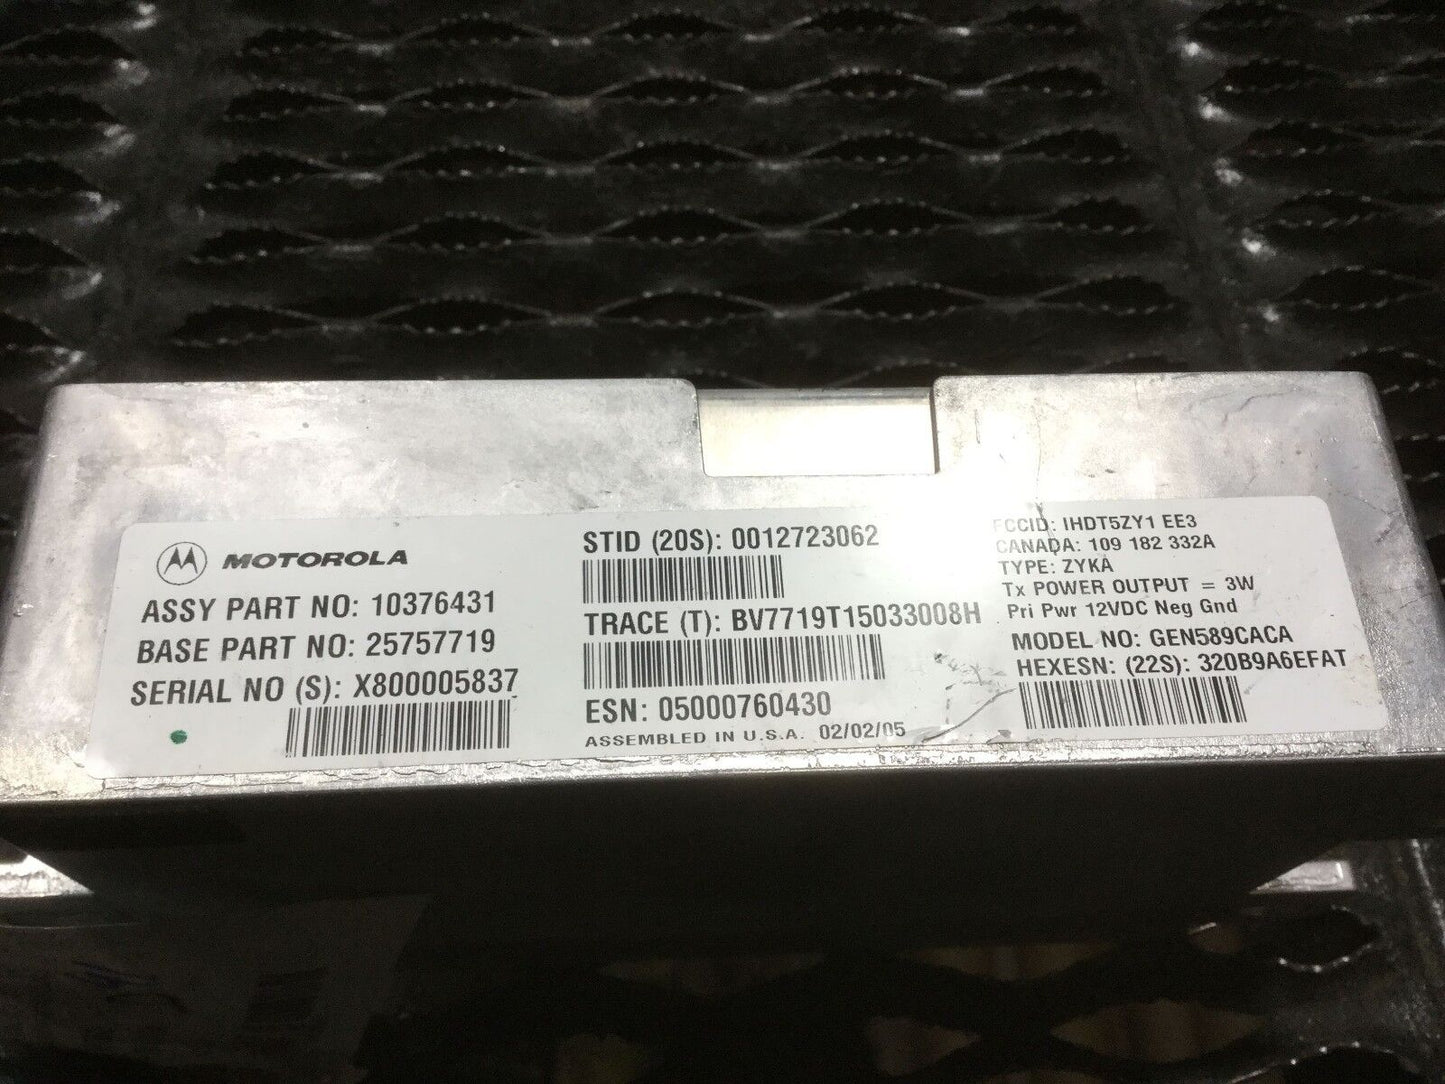 MOTOROLA
ASSY PART NO: 10376431
BASE PART NO: 25757719
SERIAL NO (S): X800005837
STID (20S): 0012723062
TRACE (T): BV7719T15033008H
ESN: 05000760430
ASSEMBLED IN U.S.A. 02/02/05
FCCID: IHDT5ZY1 EE3
CANADA: 109 182 332A
TYPE: ZYKA
Tx POWER OUTPUT = 3W
Pri Pwr 12VDC Neg Gnd
MODEL NO: GEN589CACA
HEXESN: (22S): 320B9A6EFAT